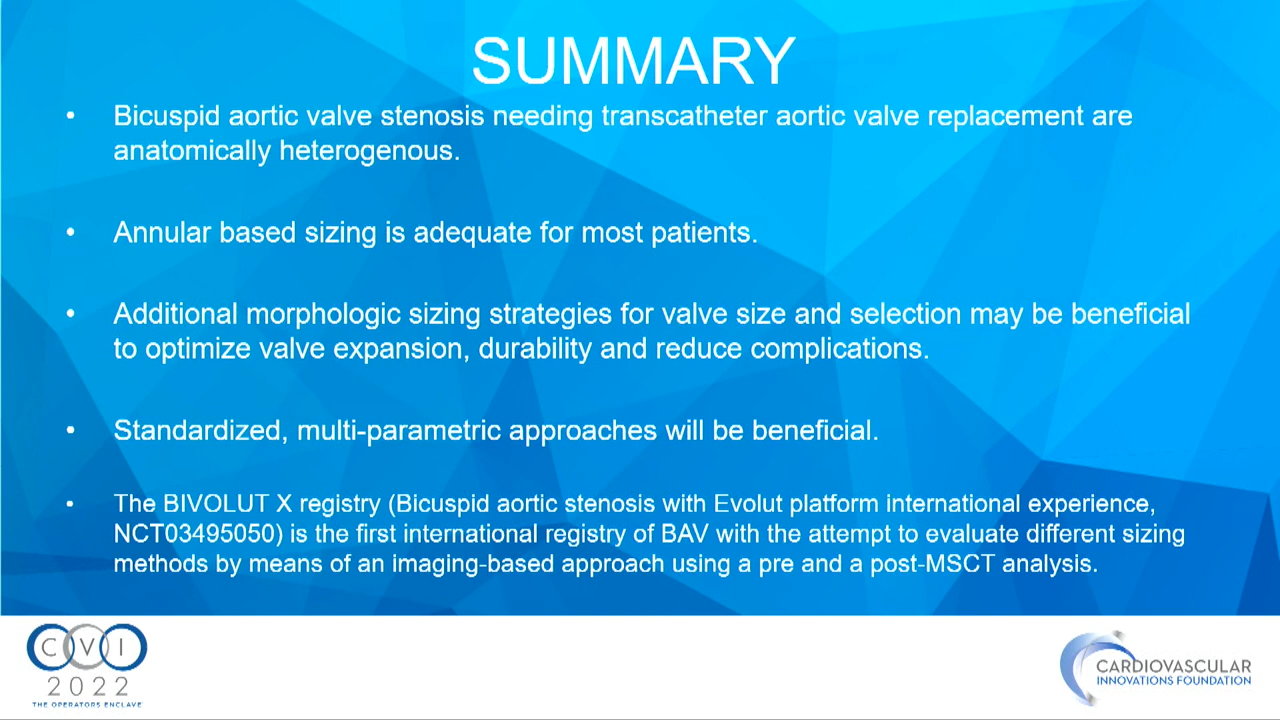 SUMMARY
• Bicuspid aortic valve stenosis needing transcatheter aortic valve replacement are
anatomically heterogenous.
• Annular based sizing is adequate for most patients.
• Additional morphologic sizing strategies for valve size and selection may be beneficial
to optimize valve expansion, durability and reduce complications.
• Standardized, multi-parametric approaches will be beneficial.
• The BIVOLUT X registry (Bicuspid aortic stenosis with Evolut platform international experience,
NCT03495050) is the first international registry of BAV with the attempt to evaluate different sizing
methods by means of an imaging-based approach using a pre and a post-MSCT analysis.
CVI
2022
THE OPERATORS ENCLAVE
CARDIOVASCULAR
INNOVATIONS FOUNDATION